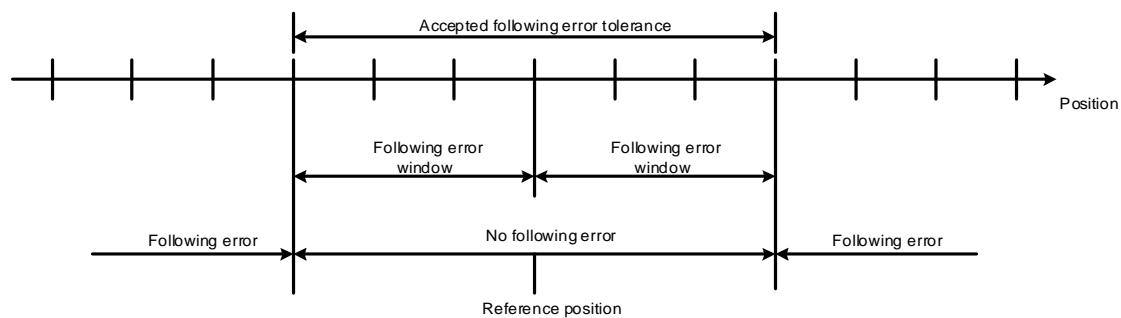 Accepted following error tolerance
Position
Following error
window
Following error
window
Following error
No following error
Following error
Reference position